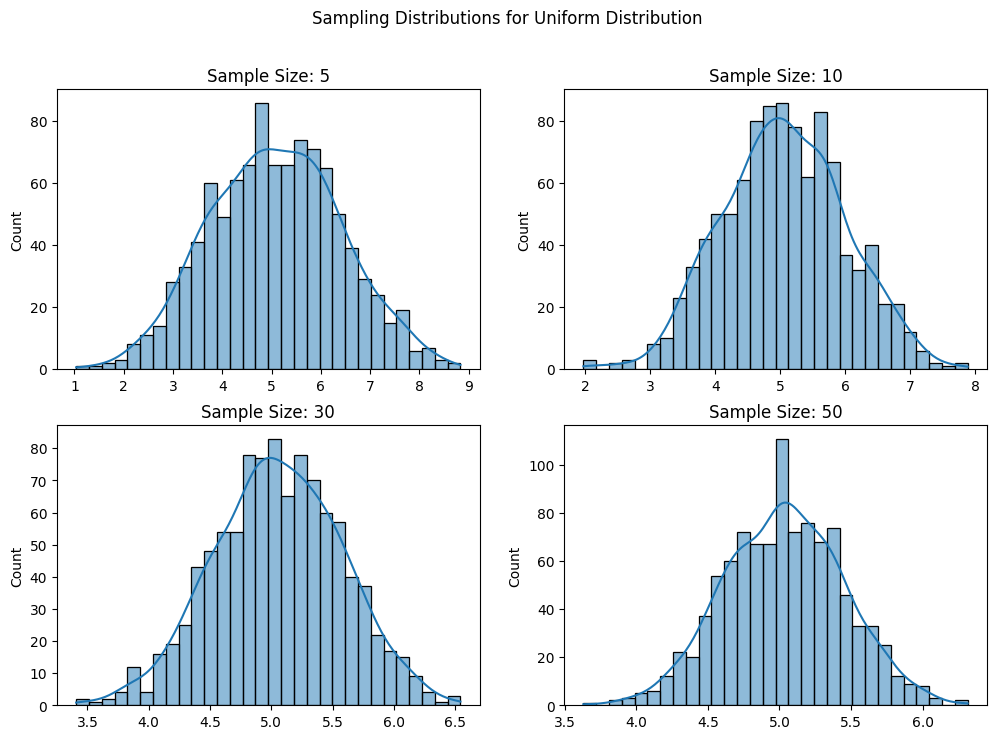 Sampling Distributions for Uniform Distribution
Sample Size: 5
Count
0
20
40
60
80
1 2 3 4 5 6 7 8 9
Sample Size: 10
Count
0
20
40
60
80
2 3 4 5 6 7 8
Sample Size: 30
Count
0
10
20
30
40
50
60
70
80
3.5 4.0 4.5 5.0 5.5 6.0 6.5
Sample Size: 50
Count
0
20
40
60
80
100
3.5 4.0 4.5 5.0 5.5 6.0